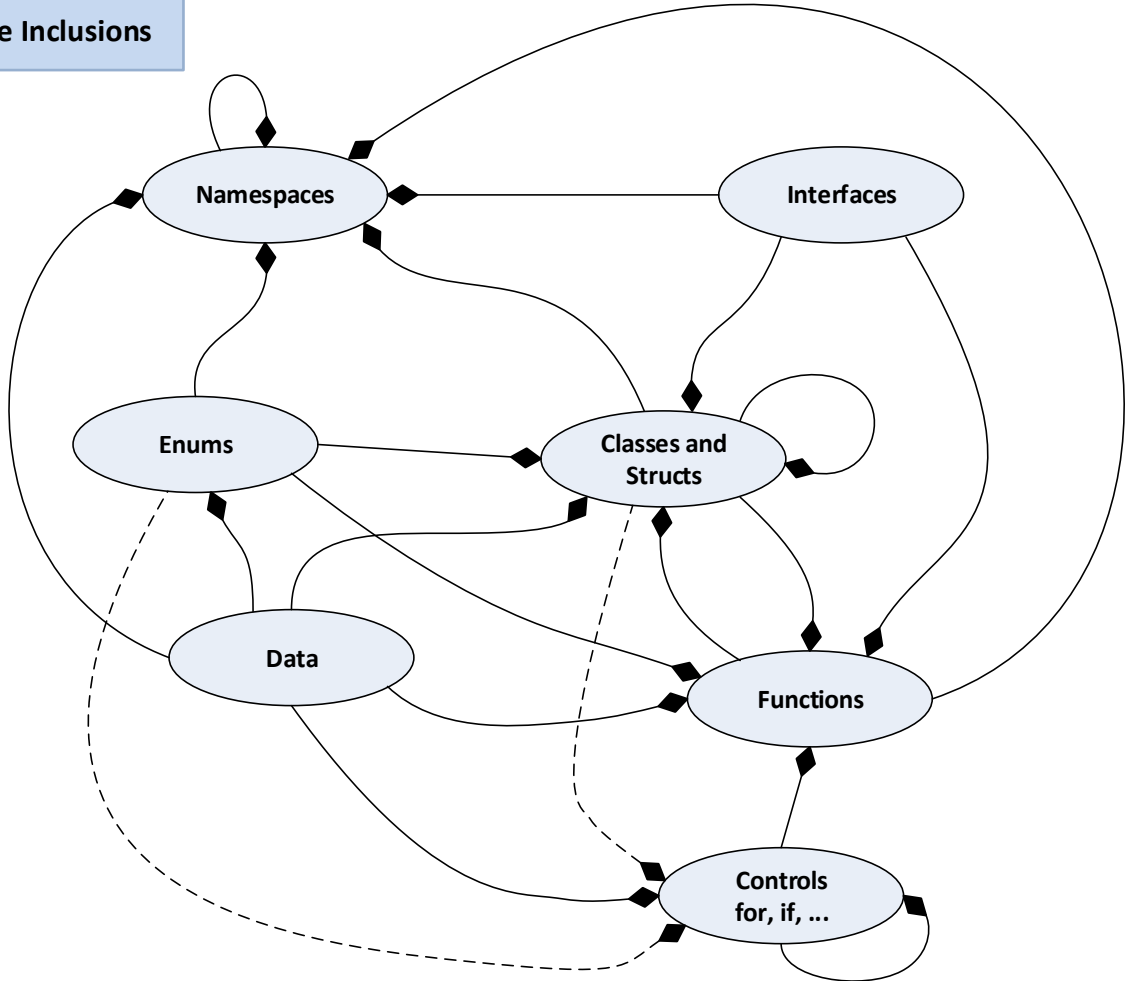 e Inclusions
Namespaces
Interfaces
Enums
Classes and
Structs
Data
Functions
Controls
for, if, ...